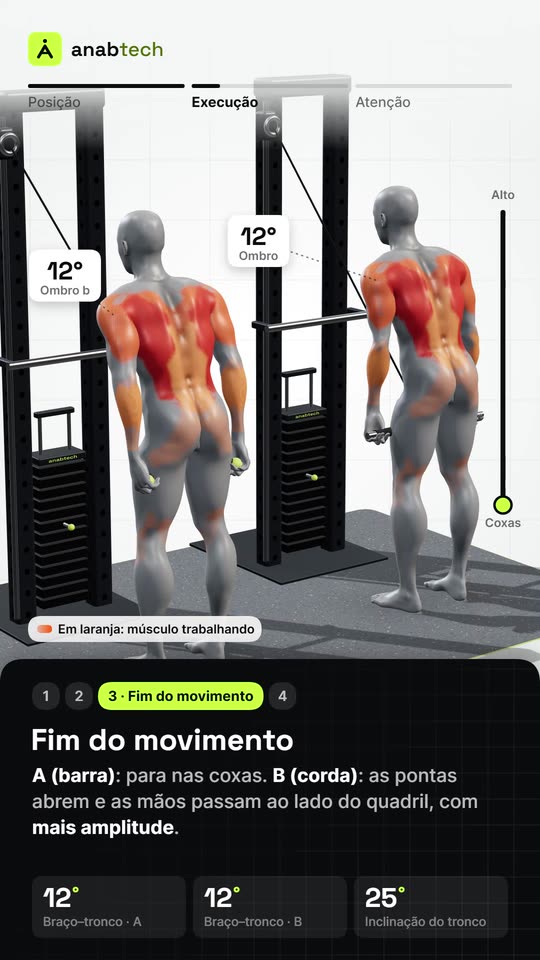 anabtech
Posição
Execução
Atenção
Alto
12°
Ombro
12°
Ombro b
anabtech
anabtech
Coxas
Em laranja: músculo trabalhando
1
2
3 · Fim do movimento
4
Fim do movimento
A (barra): para nas coxas. B (corda): as pontas
abrem e as mãos passam ao lado do quadril, com
mais amplitude.
12°
Braço–tronco · A
12°
Braço–tronco · B
25°
Inclinação do tronco